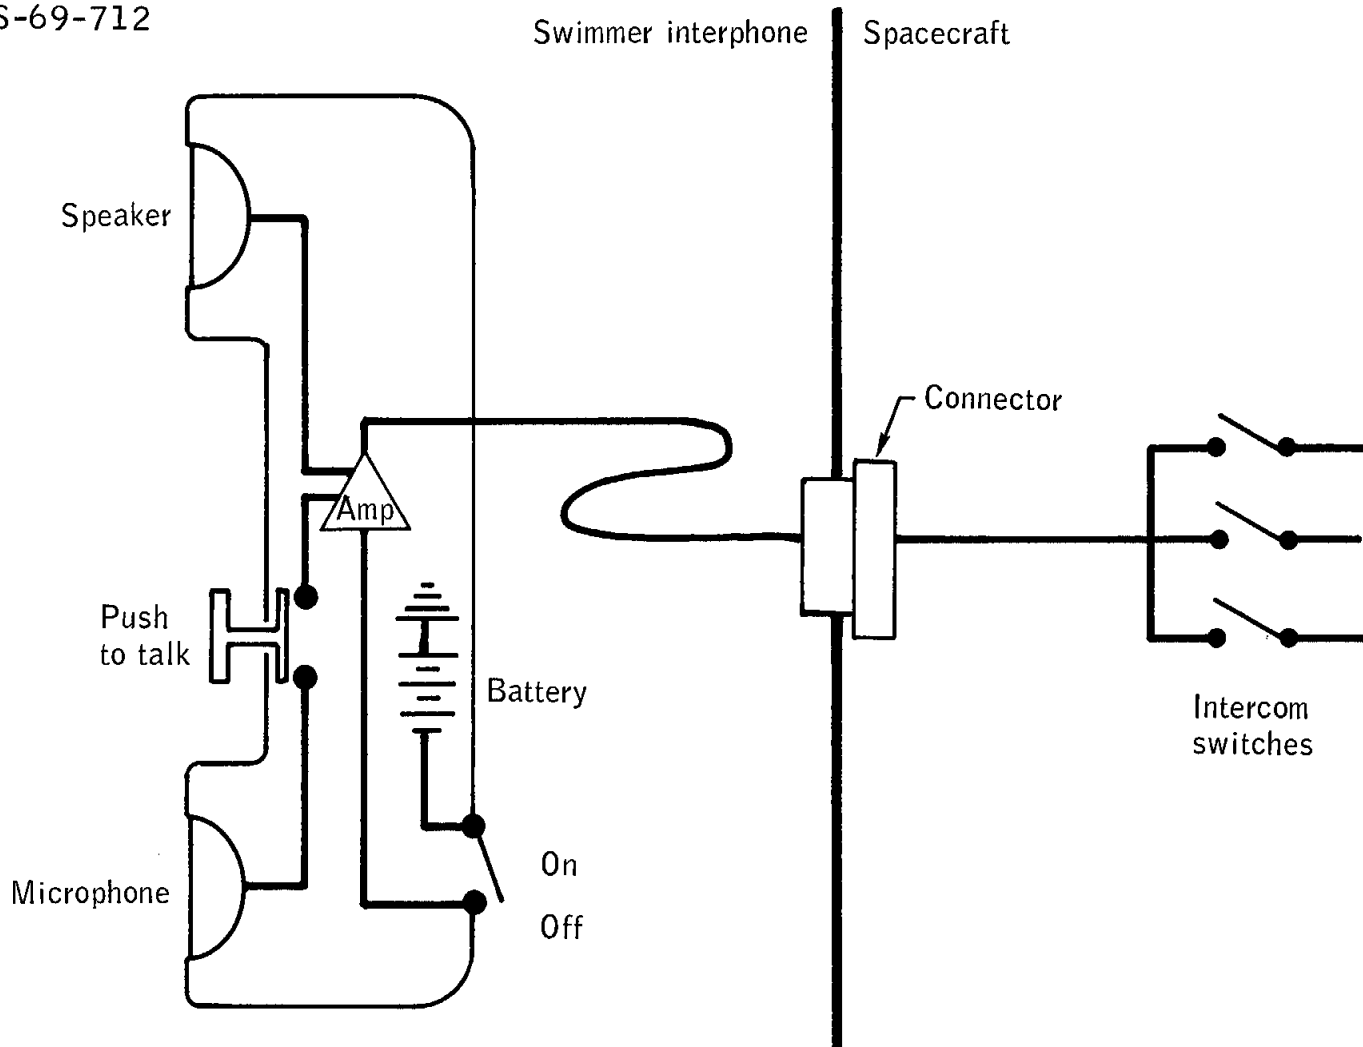 S-69-712
Swimmer interphone
Spacecraft
Speaker
Connector
Amp
Push
to talk
Battery
Intercom
switches
On
Microphone
Off